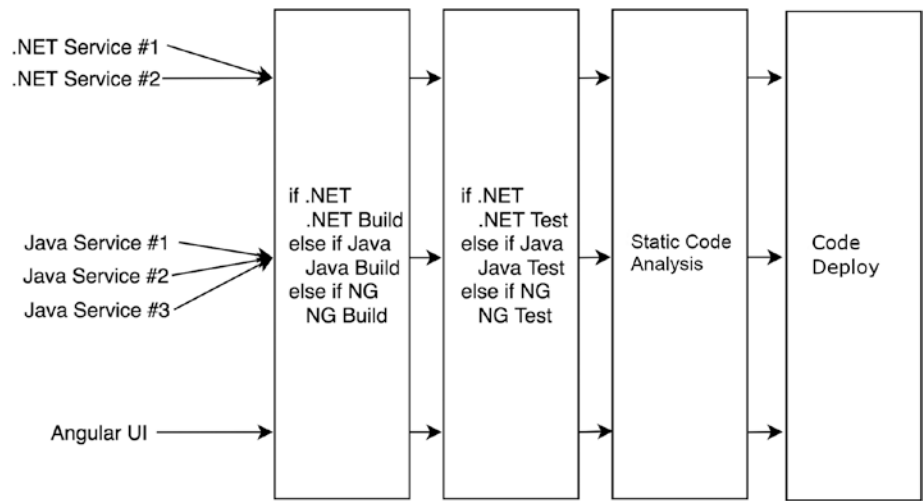 .NET Service #1
.NET Service #2
Java Service #1
Java Service #2
Java Service #3
Angular UI
if .NET
.NET Build
else if Java
Java Build
else if NG
NG Build
if .NET
.NET Test
else if Java
Java Test
else if NG
NG Test
Static Code
Analysis
Code
Deploy